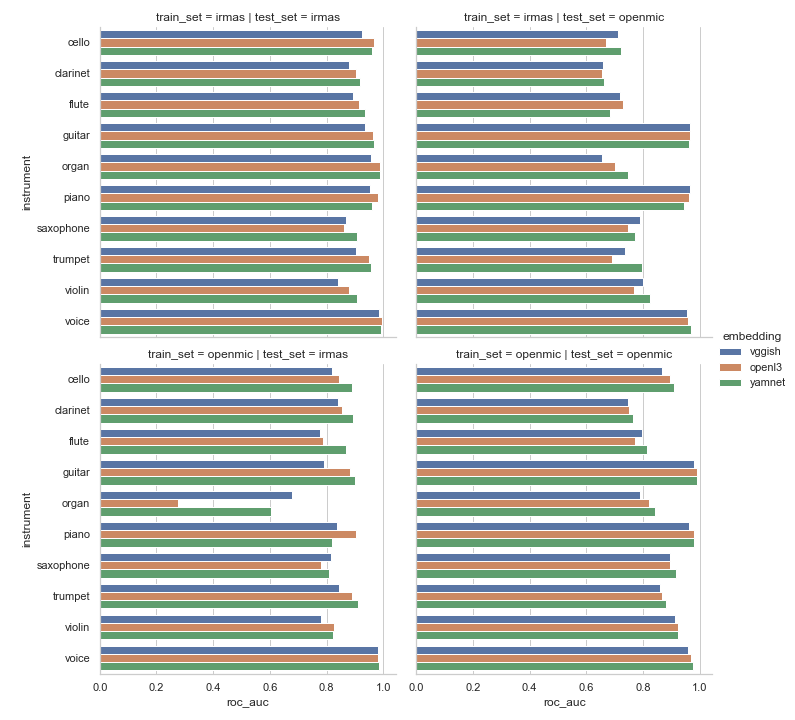 train_set = irmas | test_set = irmas
train_set = irmas | test_set = openmic
cello
clarinet
flute
guitar
organ
piano
saxophone
trumpet
violin
voice
instrument
train_set = openmic | test_set = irmas
train_set = openmic | test_set = openmic
cello
clarinet
flute
guitar
organ
piano
saxophone
trumpet
violin
voice
instrument
0.0 0.2 0.4 0.6 0.8 1.0
roc_auc
0.0 0.2 0.4 0.6 0.8 1.0
roc_auc
embedding
vggish
openl3
yamnet